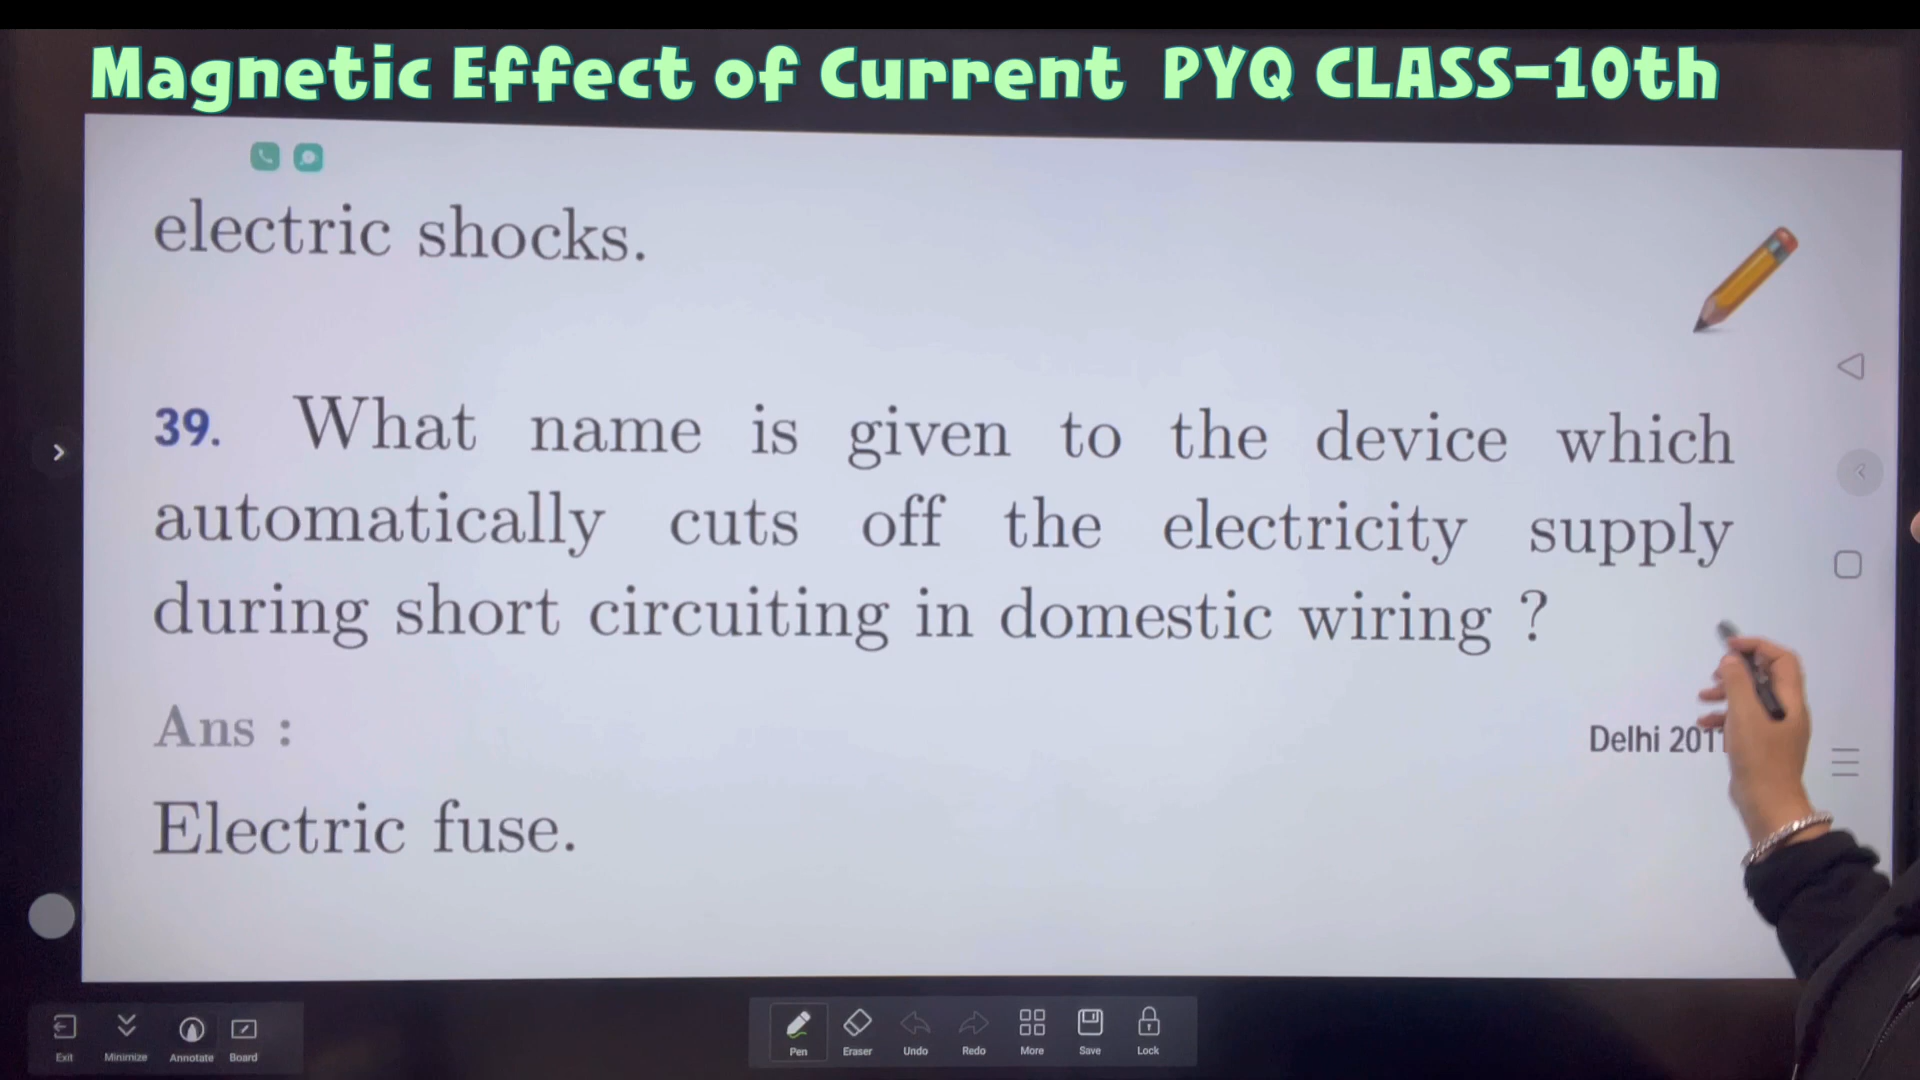 Magnetic Effect of Current PYQ CLASS-10th
electric shocks.
39. What name is given to the device which
automatically cuts off the electricity supply
during short circuiting in domestic wiring ?
Ans :
Delhi 2011
Electric fuse.
Exit Minimize Annotate Board
Pen Eraser Undo Redo More Save Lock